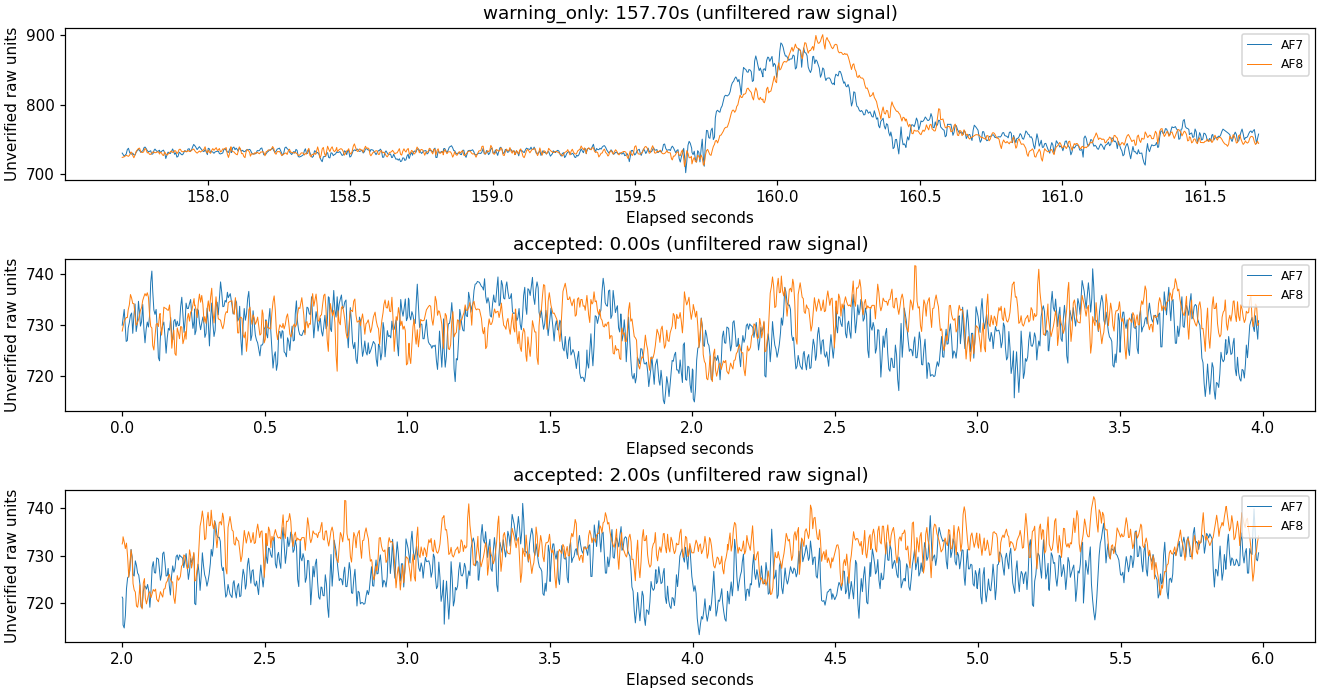 warning_only: 157.70s (unfiltered raw signal)
Unverified raw units
900
800
700
AF7
AF8
158.0 158.5 159.0 159.5 160.0 160.5 161.0 161.5
Elapsed seconds
accepted: 0.00s (unfiltered raw signal)
Unverified raw units
740
730
720
AF7
AF8
0.0 0.5 1.0 1.5 2.0 2.5 3.0 3.5 4.0
Elapsed seconds
accepted: 2.00s (unfiltered raw signal)
Unverified raw units
740
730
720
AF7
AF8
2.0 2.5 3.0 3.5 4.0 4.5 5.0 5.5 6.0
Elapsed seconds